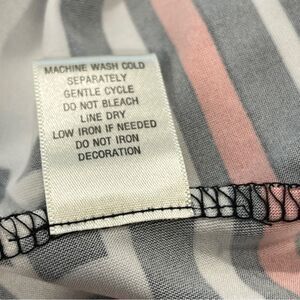 MACHINE WASH COLD
SEPARATELY
GENTLE CYCLE
DO NOT BLEACH
LINE DRY
LOW IRON IF NEEDED
DO NOT IRON
DECORATION